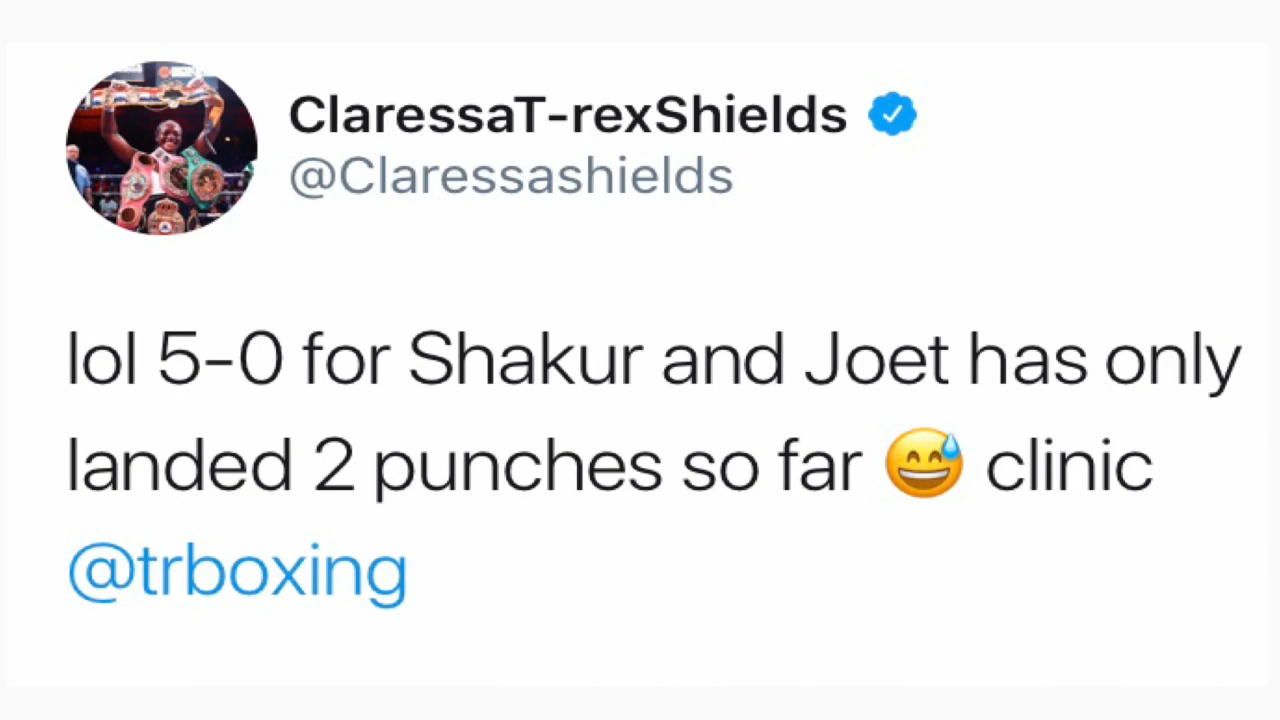 ClaressaT-rexShields
@Claressashields
lol 5-0 for Shakur and Joet has only
landed 2 punches so far 😅 clinic
@trboxing